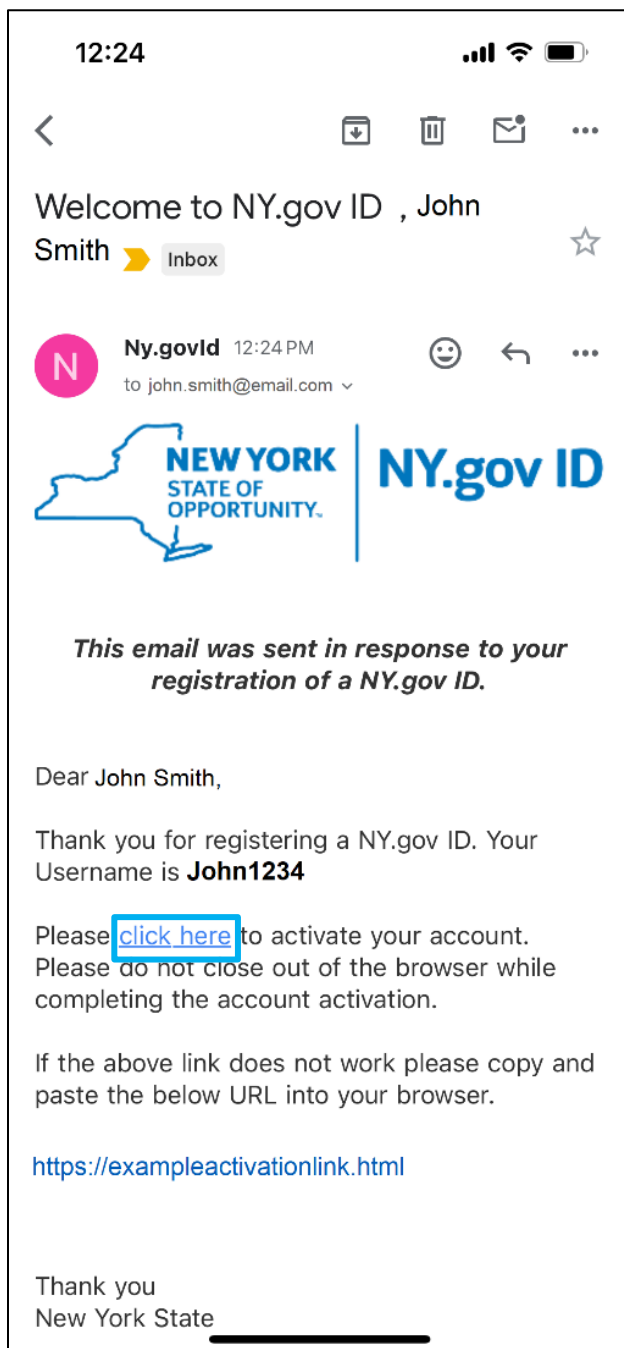 12:24
Welcome to NY.gov ID , John
Smith Inbox
N
Ny.govId 12:24 PM
to john.smith@email.com
NEW YORK
STATE OF
OPPORTUNITY™
NY.gov ID
This email was sent in response to your
registration of a NY.gov ID.
Dear John Smith,
Thank you for registering a NY.gov ID. Your
Username is John1234
Please click here to activate your account.
Please do not close out of the browser while
completing the account activation.
If the above link does not work please copy and
paste the below URL into your browser.
https://exampleactivationlink.html
Thank you
New York State